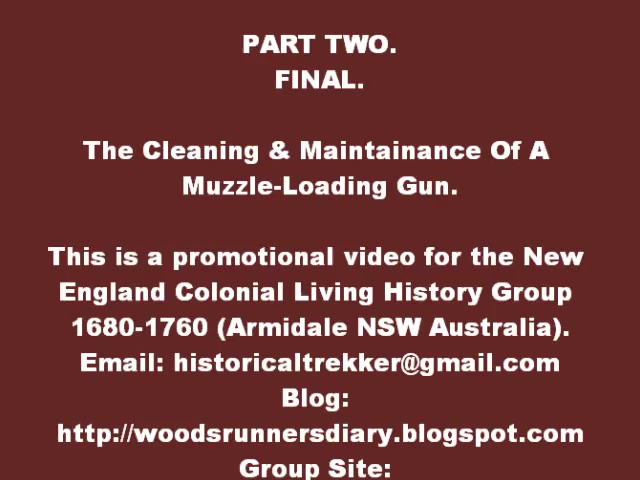 PART TWO.
FINAL.
The Cleaning & Maintainance Of A
Muzzle-Loading Gun.
This is a promotional video for the New
England Colonial Living History Group
1680-1760 (Armidale NSW Australia).
Email: historicaltrekker@gmail.com
Blog:
http://woodsrunnersdiary.blogspot.com
Group Site: